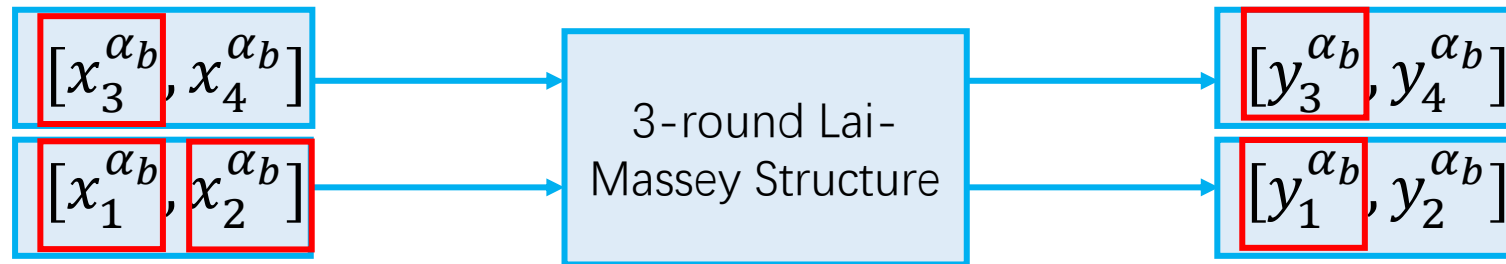 [x_3^{α_b}, x_4^{α_b}]
[x_1^{α_b}, x_2^{α_b}]
3-round Lai-
Massey Structure
[y_3^{α_b}, y_4^{α_b}]
[y_1^{α_b}, y_2^{α_b}]